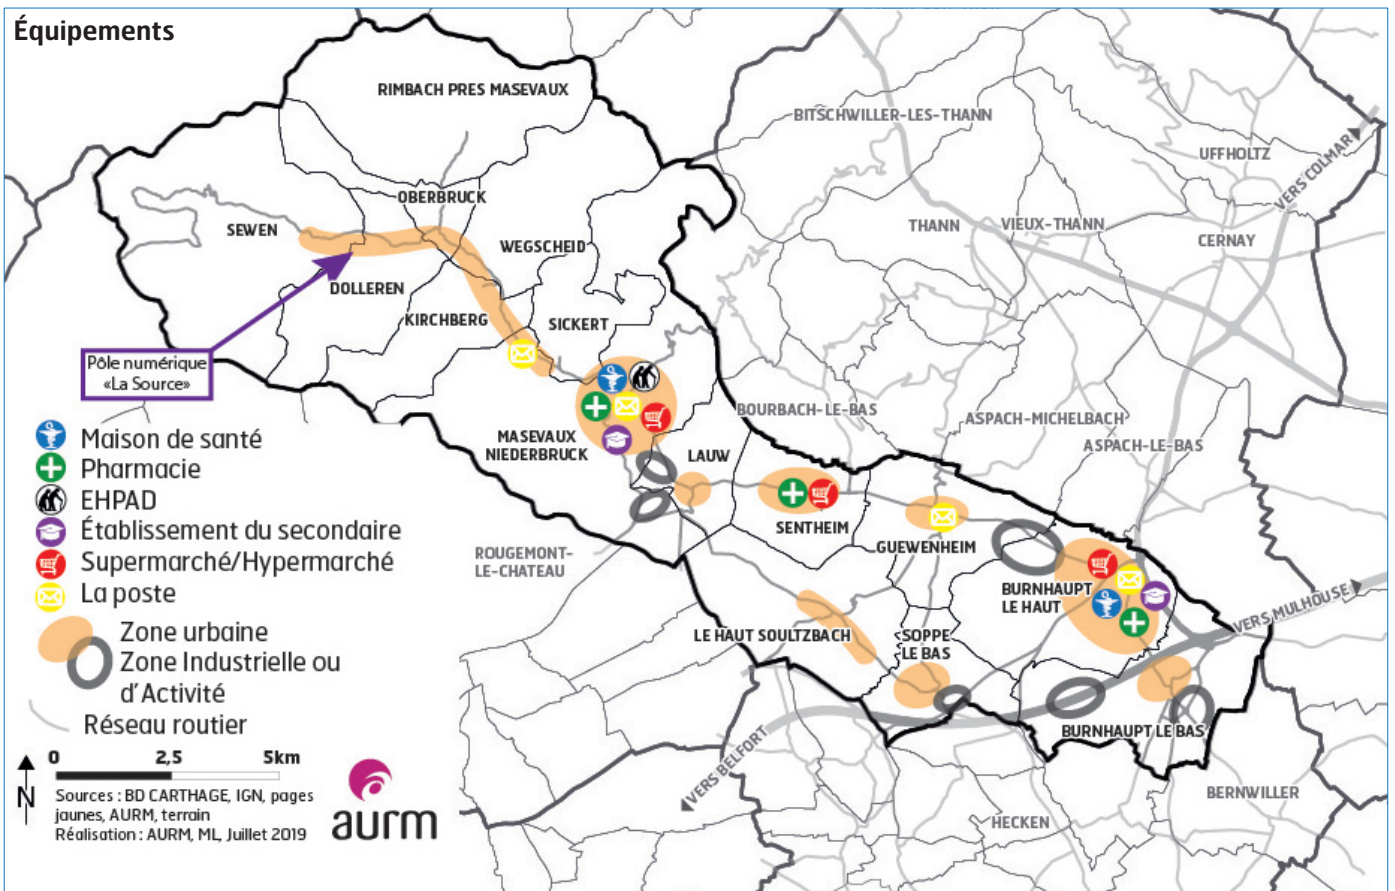 Équipements
RIMBACH PRES MASEVAUX
BITSCHWILLER-LES-THANN
UFFHOLTZ
VERS COLMAR
OBERBRUCK
SEWEN
WEGSCHEID
THANN
VIEUX-THANN
CERNAY
DOLLEREN
KIRCHBERG
SICKERT
Pôle numérique
«La Source»
BOURBACH-LE-BAS
ASPACH-MICHELBACH
ASPACH-LE-BAS
MASEVAUX
NIEDERBRUCK
LAUW
SENTHEIM
GUEWENHEIM
ROUGEMONT-
LE-CHATEAU
BURNHAUPT
LE HAUT
VERS MULHOUSE
LE HAUT SOULTZBACH
SOPPE
LE BAS
BURNHAUPT LE BAS
VERS BELFORT
BERNWILLER
HECKEN
Maison de santé
Pharmacie
EHPAD
Établissement du secondaire
Supermarché/Hypermarché
La poste
Zone urbaine
Zone Industrielle ou
d'Activité
Réseau routier
0 2,5 5km
N
Sources : BD CARTHAGE, IGN, pages
jaunes, AURM, terrain
Réalisation : AURM, ML, Juillet 2019
aurm